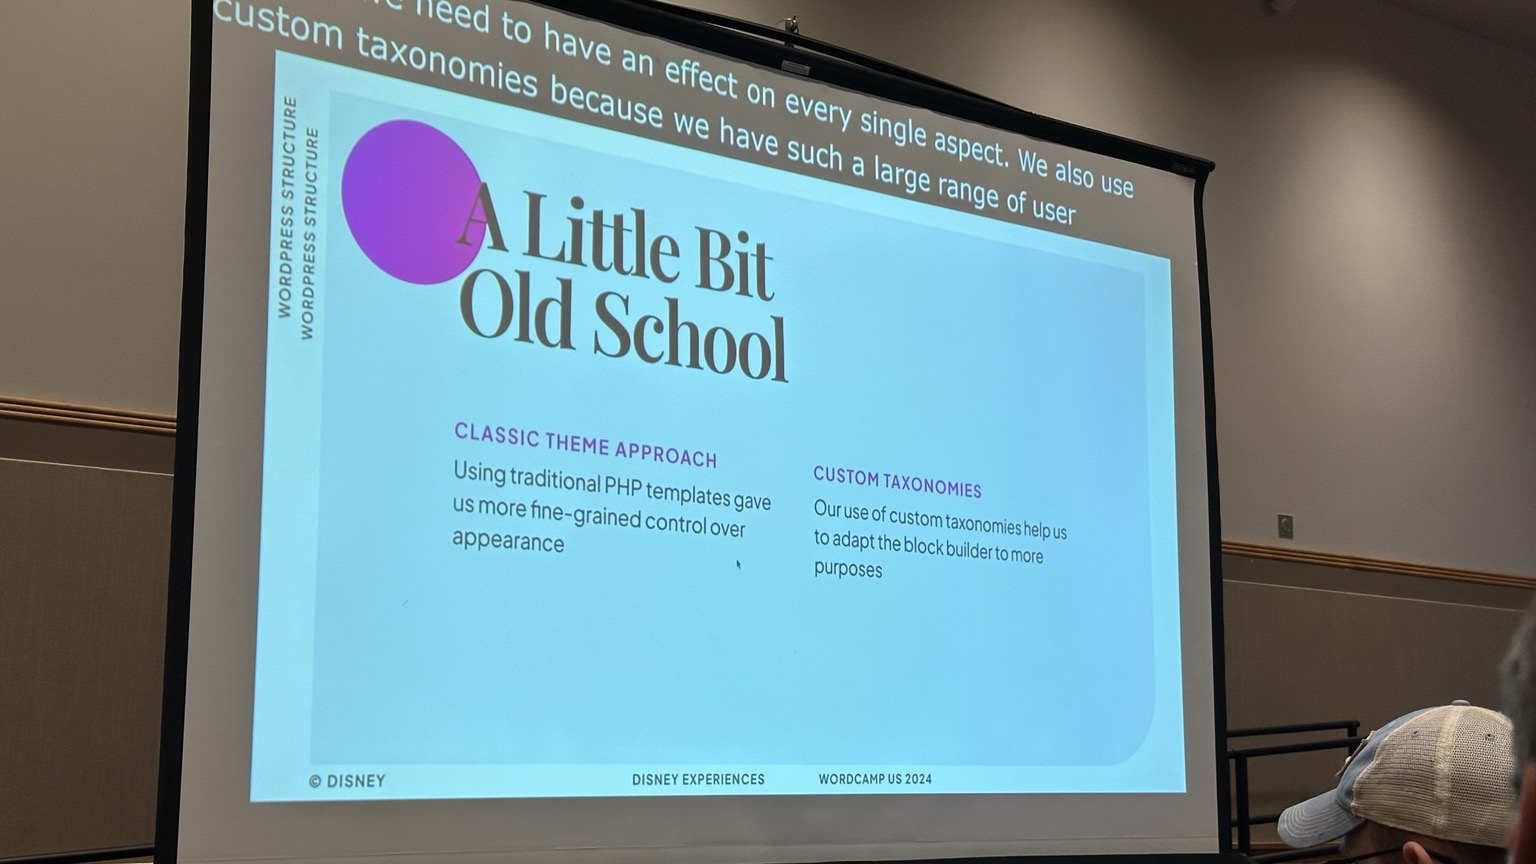 need to have an effect on every single aspect. We also use
custom taxonomies because we have such a large range of user
WORDPRESS STRUCTURE
WORDPRESS STRUCTURE
A Little Bit
Old School
CLASSIC THEME APPROACH
Using traditional PHP templates gave
us more fine-grained control over
appearance
CUSTOM TAXONOMIES
Our use of custom taxonomies help us
to adapt the block builder to more
purposes
© DISNEY
DISNEY EXPERIENCES
WORDCAMP US 2024